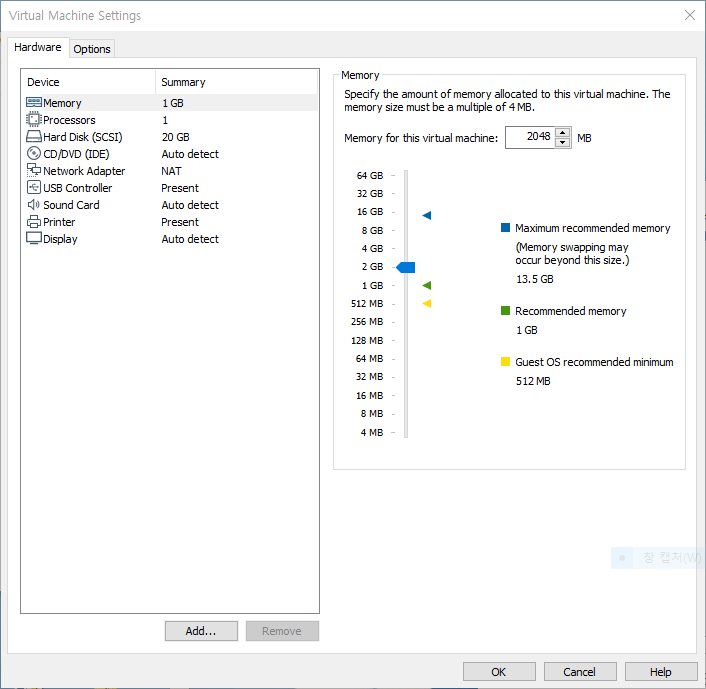 Virtual Machine Settings
Hardware
Options
Device Summary
Memory 1 GB
Processors 1
Hard Disk (SCSI) 20 GB
CD/DVD (IDE) Auto detect
Network Adapter NAT
USB Controller Present
Sound Card Auto detect
Printer Present
Display Auto detect
Add...
Remove
Memory
Specify the amount of memory allocated to this virtual machine. The
memory size must be a multiple of 4 MB.
Memory for this virtual machine: 2048 MB
64 GB
32 GB
16 GB
8 GB
4 GB
2 GB
1 GB
512 MB
256 MB
128 MB
64 MB
32 MB
16 MB
8 MB
4 MB
Maximum recommended memory
(Memory swapping may
occur beyond this size.)
13.5 GB
Recommended memory
1 GB
Guest OS recommended minimum
512 MB
창 캡처(W)
OK
Cancel
Help